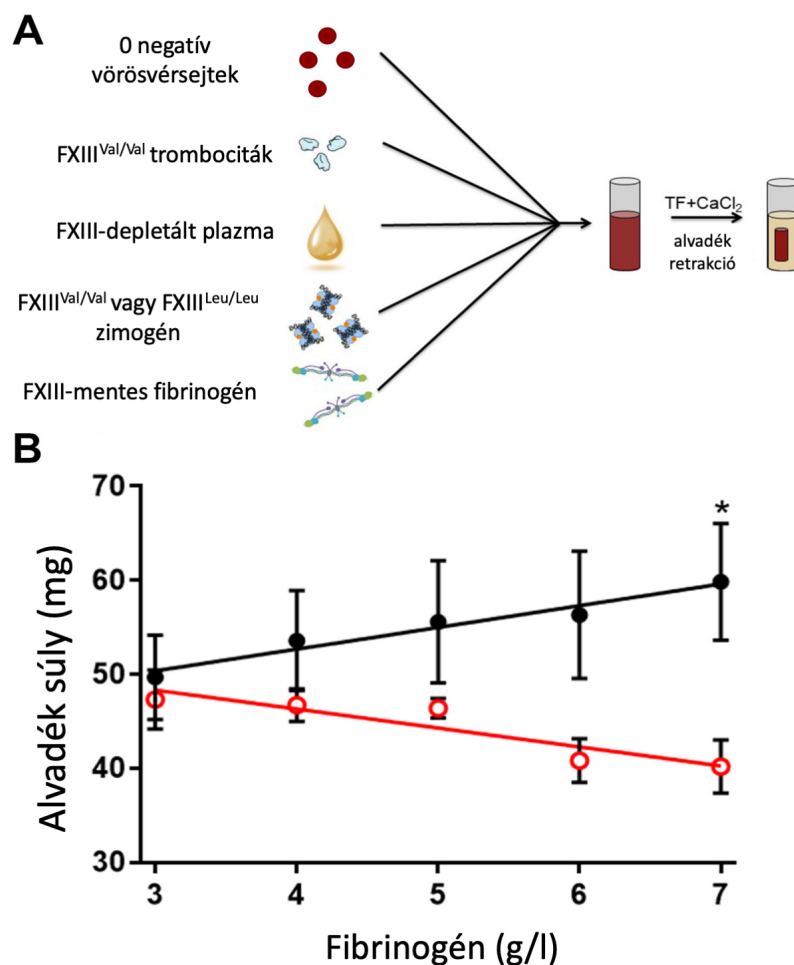 A
0 negatív
vörösvérsejtek
FXIII^Val/Val trombociták
FXIII-depletált plazma
FXIII^Val/Val vagy FXIII^Leu/Leu
zimogén
FXIII-mentes fibrinogén
TF+CaCl₂
alvadék
retrakció
B
Alvadék súly (mg)
70
60
50
40
30
*
3 4 5 6 7
Fibrinogén (g/l)